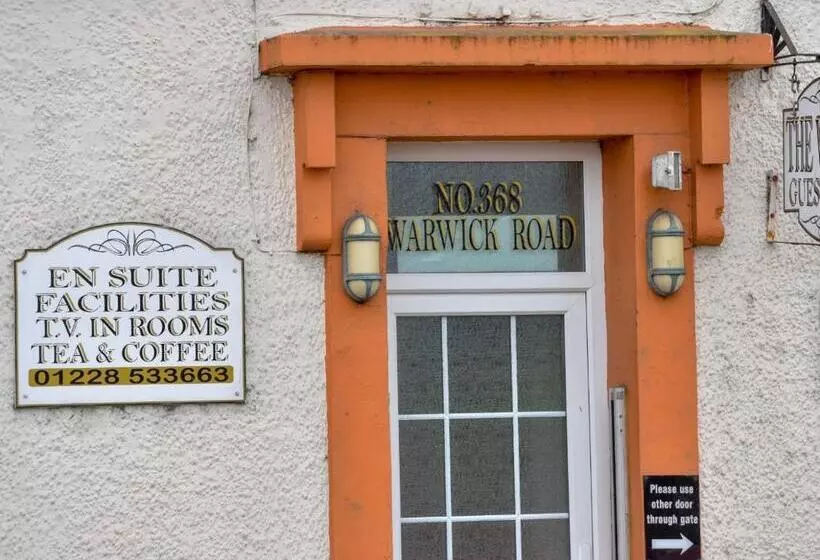 NO.368
WARWICK ROAD
EN SUITE
FACILITIES
T.V. IN ROOMS
TEA & COFFEE
01228 533663
THE
Please use
other door
through gate